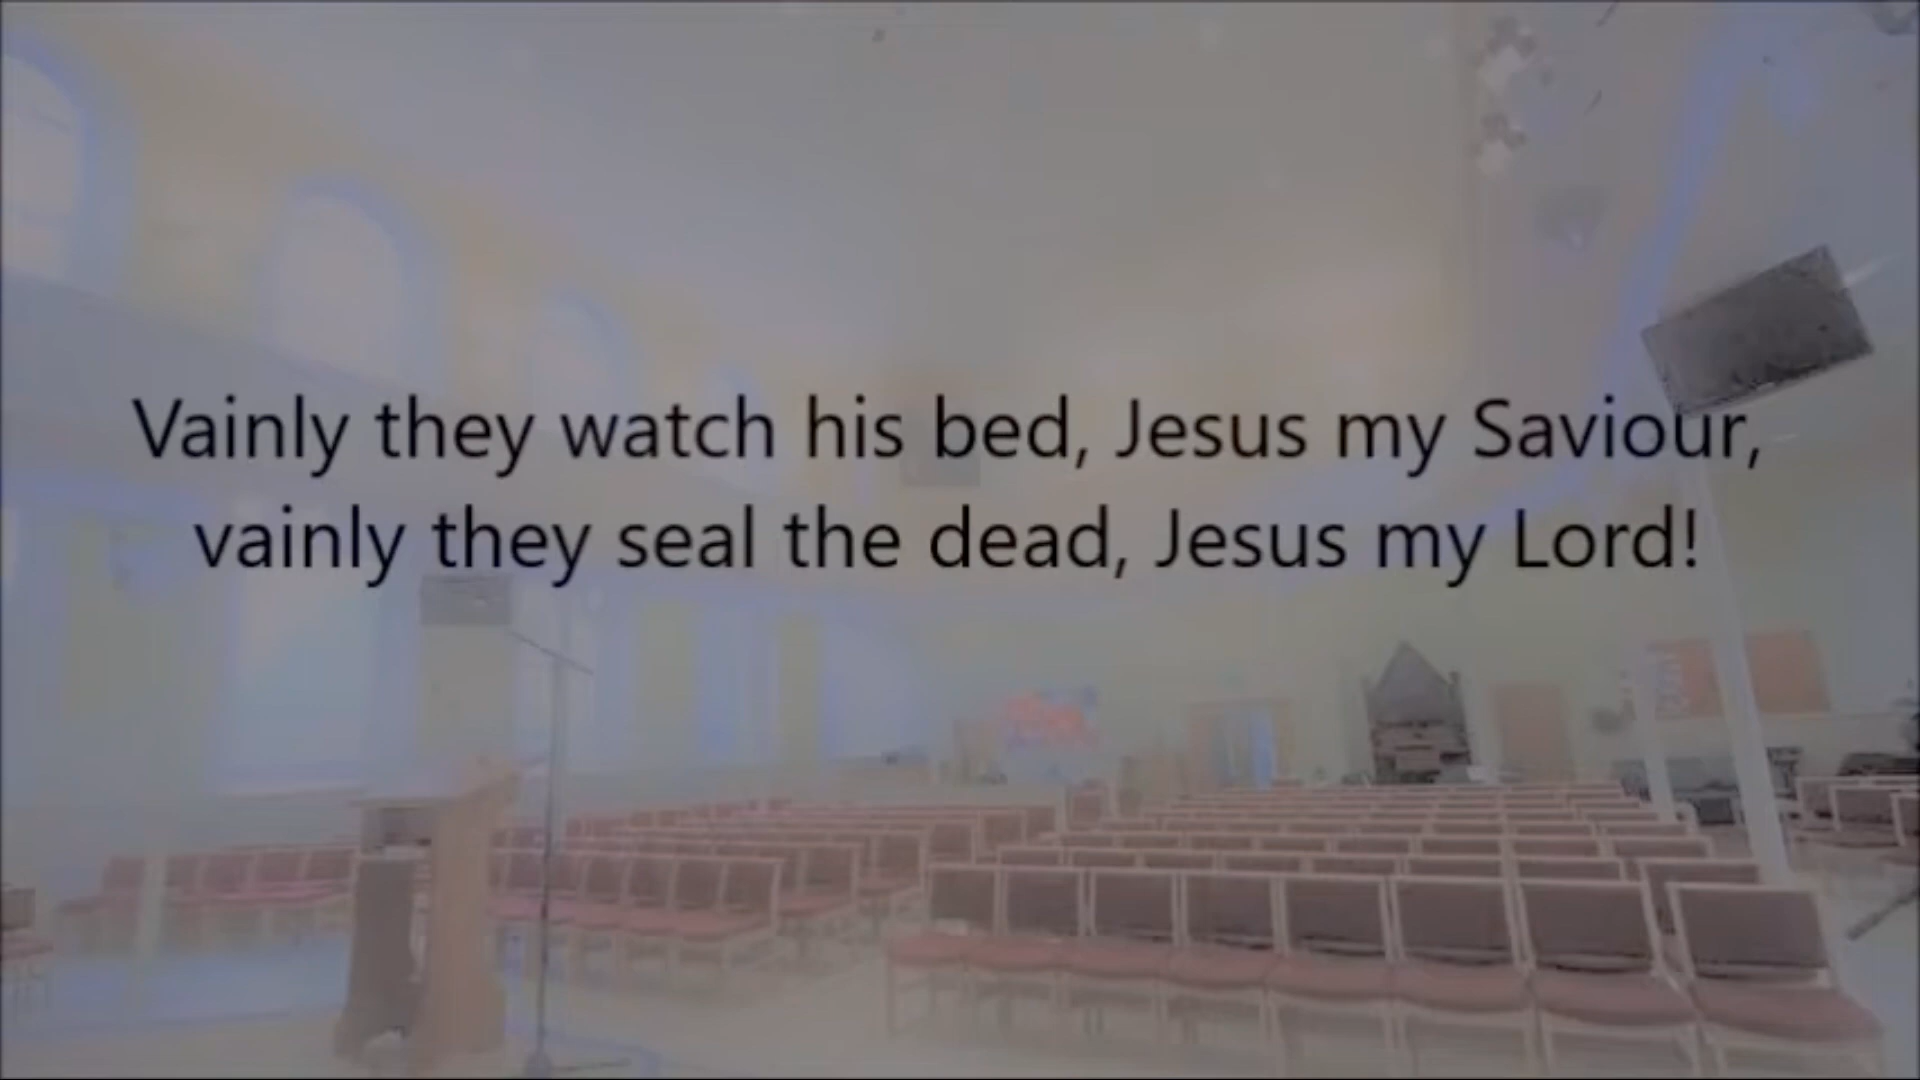 Vainly they watch his bed, Jesus my Saviour,
vainly they seal the dead, Jesus my Lord!